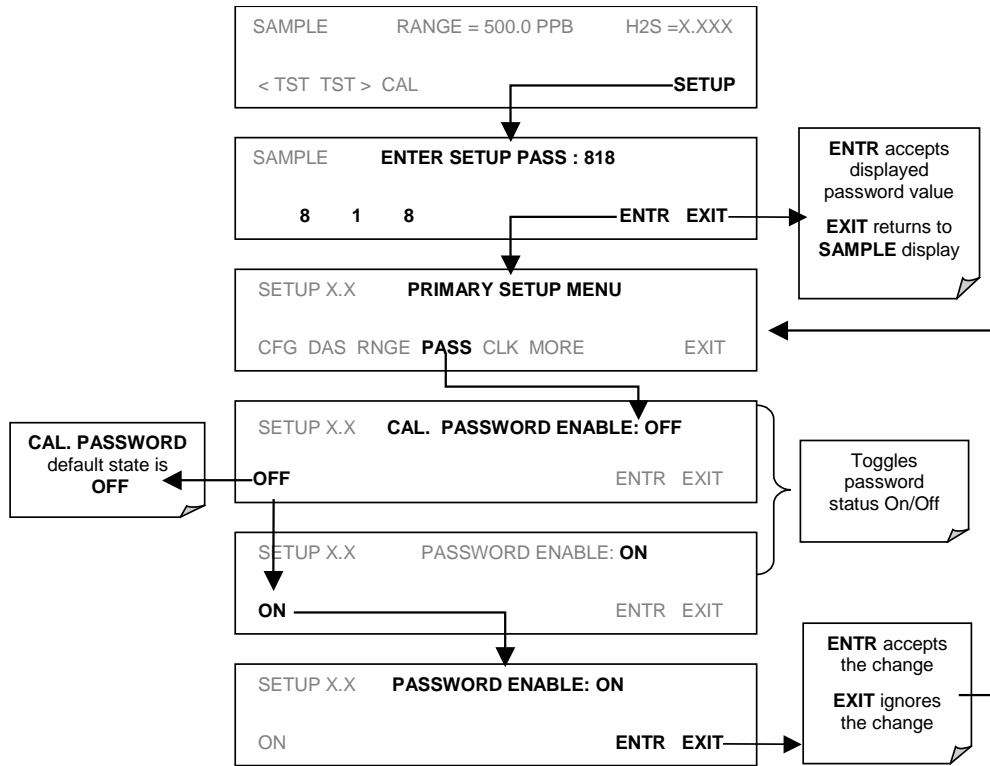 SAMPLE RANGE = 500.0 PPB H2S =X.XXX
< TST TST > CAL SETUP
SAMPLE ENTER SETUP PASS : 818
8 1 8 ENTR EXIT
ENTR accepts
displayed
password value
EXIT returns to
SAMPLE display
SETUP X.X PRIMARY SETUP MENU
CFG DAS RNGE PASS CLK MORE EXIT
SETUP X.X CAL. PASSWORD ENABLE: OFF
OFF ENTR EXIT
CAL. PASSWORD
default state is
OFF
Toggles
password
status On/Off
SETUP X.X PASSWORD ENABLE: ON
ON ENTR EXIT
SETUP X.X PASSWORD ENABLE: ON
ON ENTR EXIT
ENTR accepts
the change
EXIT ignores
the change